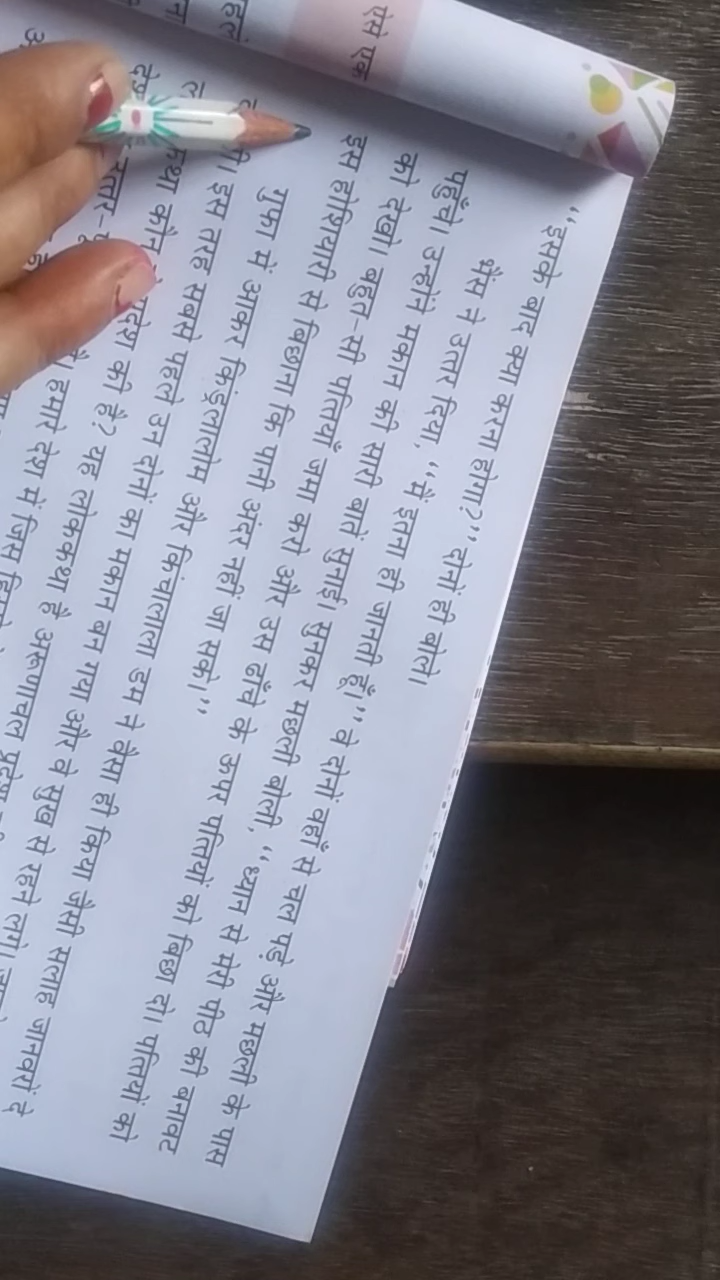 “इसके बाद क्या करना होगा?” दोनों ही बोले।
भैंस ने उत्तर दिया, “मैं इतना ही जानती हूँ।” वे दोनों वहाँ से चल पड़े और मछली के पास
पहुँचे। उन्होंने मकान की सारी बातें सुनाईं। सुनकर मछली बोली, “ध्यान से मेरी पीठ की बनावट
को देखो। बहुत-सी पत्तियाँ जमा करो और उस ढाँचे के ऊपर पत्तियों को बिछा दो। पत्तियों को
इस होशियारी से बिछाना कि पानी अंदर नहीं जा सके।”
गुफा में आकर किंद्रुलालीम और किंचालाला डम ने वैसा ही किया जैसी सलाह जानवरों ने
इस तरह सबसे पहले उन दोनों का मकान बन गया और वे सुख से रहने लगे।
कौन प्रदेश की है? यह लोककथा है अरुणाचल
हमारे देश में जिस
ऐसे एक